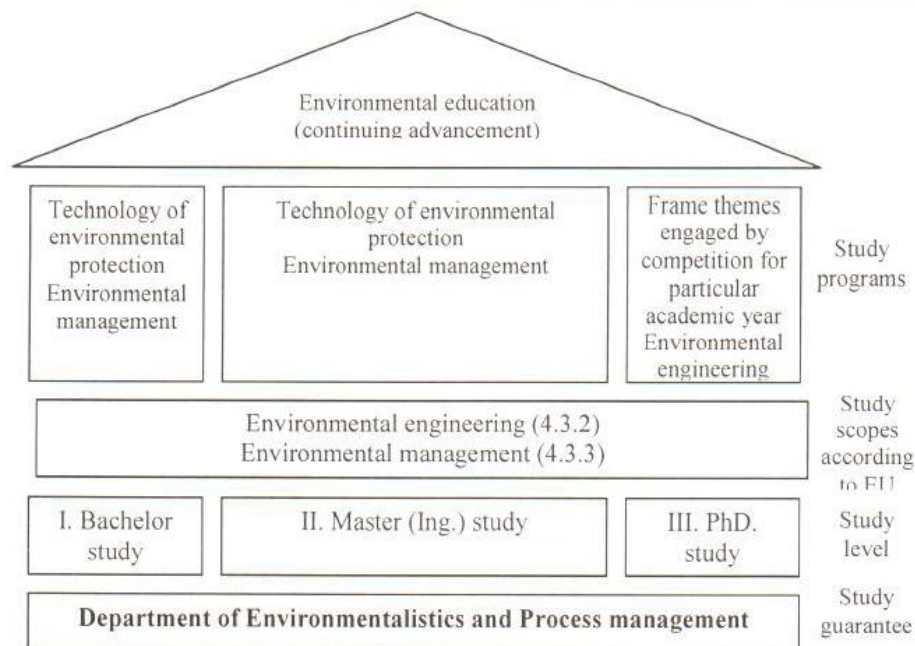 Environmental education
(continuing advancement)
Technology of
environmental
protection
Environmental
management
Technology of environmental
protection
Environmental management
Frame themes
engaged by
competition for
particular
academic year
Environmental
engineering
Study
programs
Environmental engineering (4.3.2)
Environmental management (4.3.3)
Study
scopes
according
to EU
I. Bachelor
study
II. Master (Ing.) study
III. PhD.
study
Study
level
Department of Environmentalistics and Process management
Study
guarantee